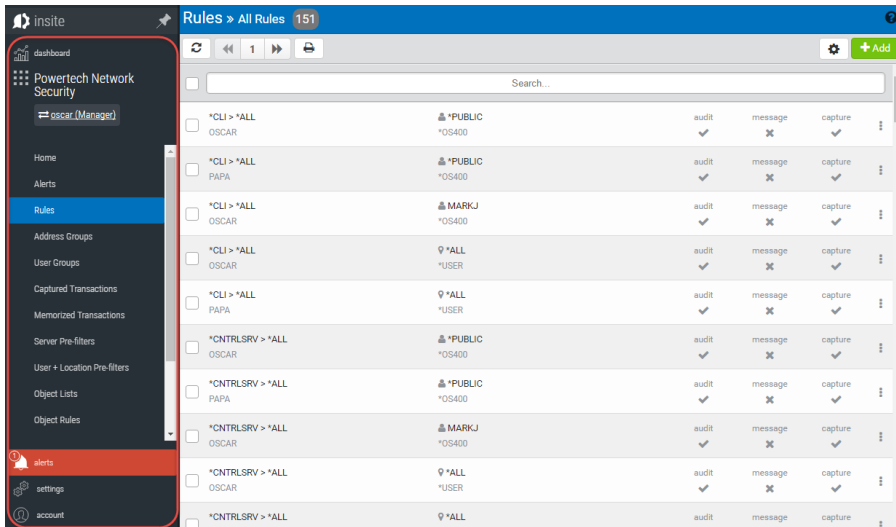 insite
Rules » All Rules 151
?
dashboard
Powertech Network
Security
oscar (Manager)
Home
Alerts
Rules
Address Groups
User Groups
Captured Transactions
Memorized Transactions
Server Pre-filters
User + Location Pre-filters
Object Lists
Object Rules
1
alerts
settings
account
1
+ Add
Search...
*CLI > *ALL *PUBLIC audit message capture
OSCAR *OS400
*CLI > *ALL *PUBLIC audit message capture
PAPA *OS400
*CLI > *ALL MARKJ audit message capture
OSCAR *OS400
*CLI > *ALL *ALL audit message capture
OSCAR *USER
*CLI > *ALL *ALL audit message capture
PAPA *USER
*CNTRLSRV > *ALL *PUBLIC audit message capture
OSCAR *OS400
*CNTRLSRV > *ALL *PUBLIC audit message capture
PAPA *OS400
*CNTRLSRV > *ALL MARKJ audit message capture
OSCAR *OS400
*CNTRLSRV > *ALL *ALL audit message capture
OSCAR *USER
*CNTRLSRV > *ALL *ALL audit message capture